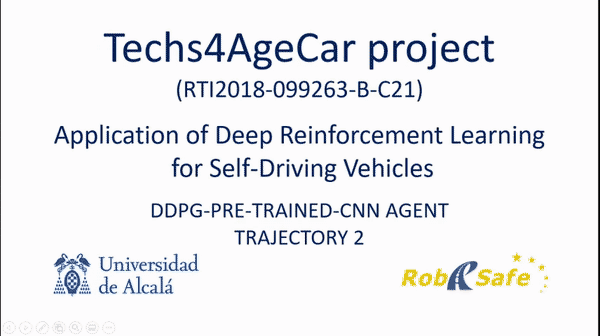 Techs4AgeCar project
(RTI2018-099263-B-C21)
Application of Deep Reinforcement Learning
for Self-Driving Vehicles
DDPG-PRE-TRAINED-CNN AGENT
TRAJECTORY 2
Universidad
de Alcalá
RobeSafe